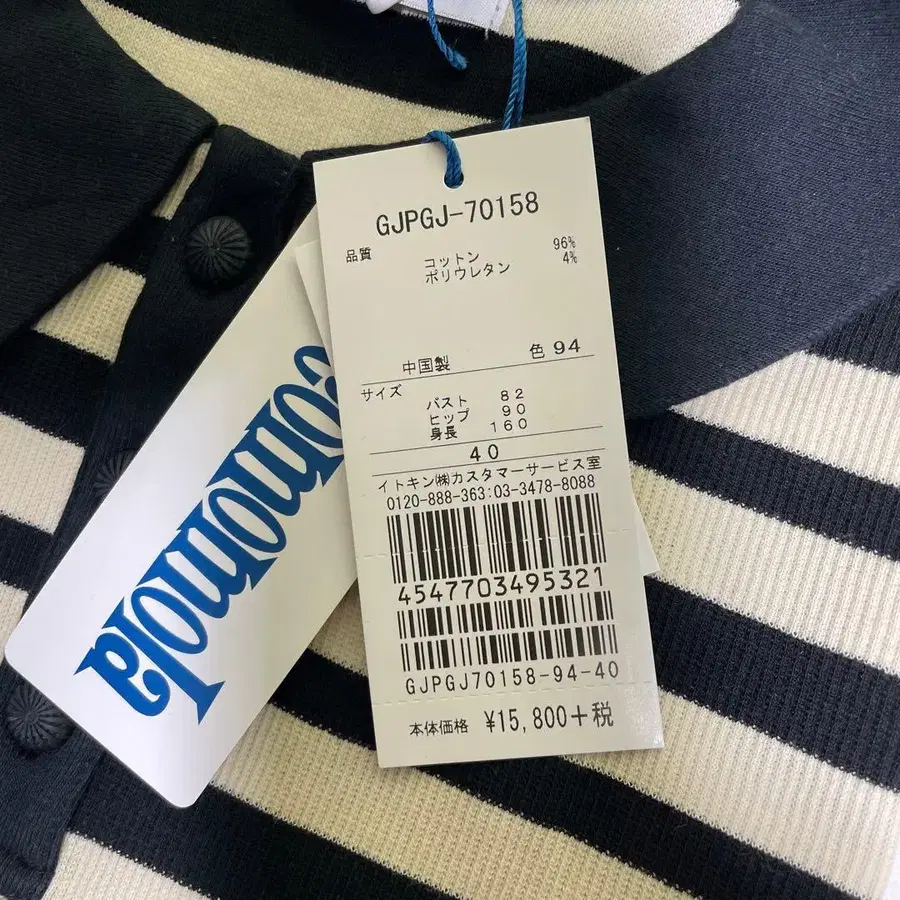 GJPGJ-70158
品質 コットン 96%
ポリウレタン 4%
中国製 色 94
サイズ
バスト 82
ヒップ 90
身長 160
40
イトキン㈱カスタマーサービス室
0120-888-363:03-3478-8088
4547703495321
GJPGJ70158-94-40
本体価格 ¥15,800+税